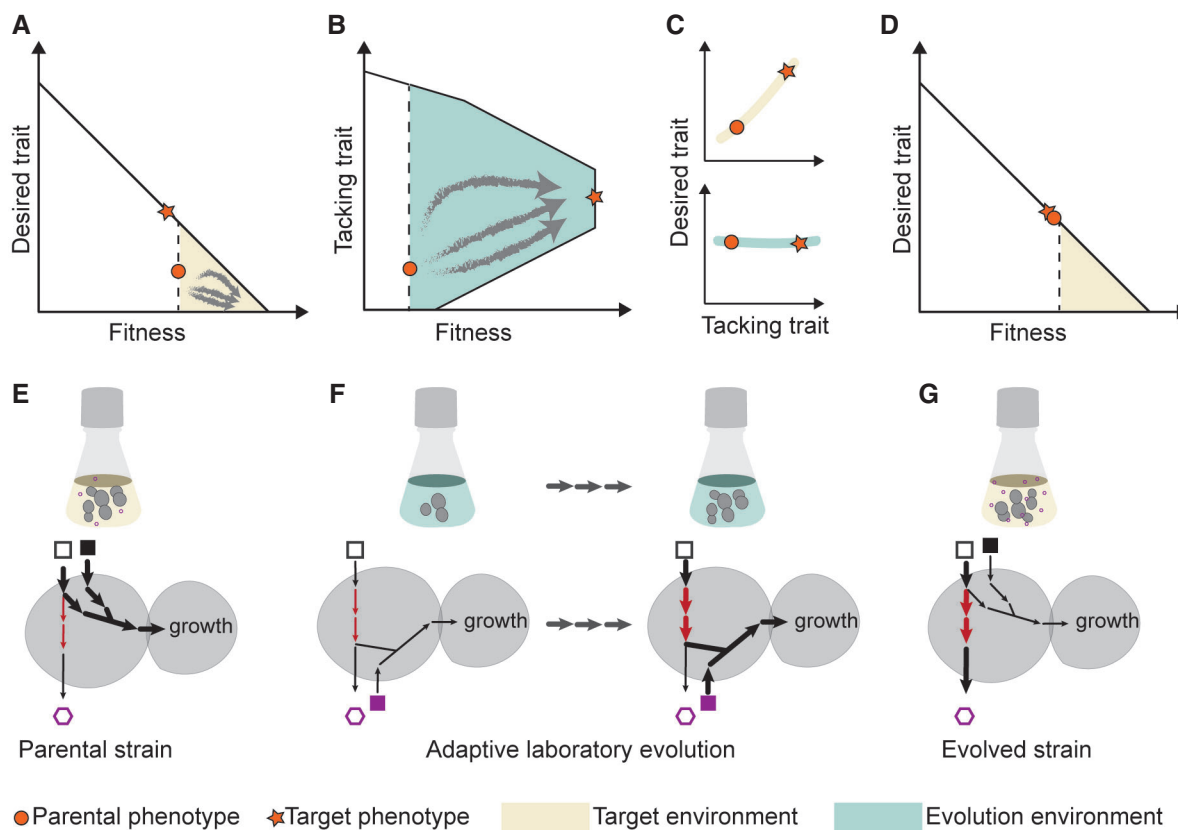 A
B
C
D
Desired trait
Fitness
Tacking trait
Fitness
Desired trait
Tacking trait
Desired trait
Fitness
E
F
G
growth
growth
growth
growth
Parental strain
Adaptive laboratory evolution
Evolved strain
Parental phenotype
Target phenotype
Target environment
Evolution environment